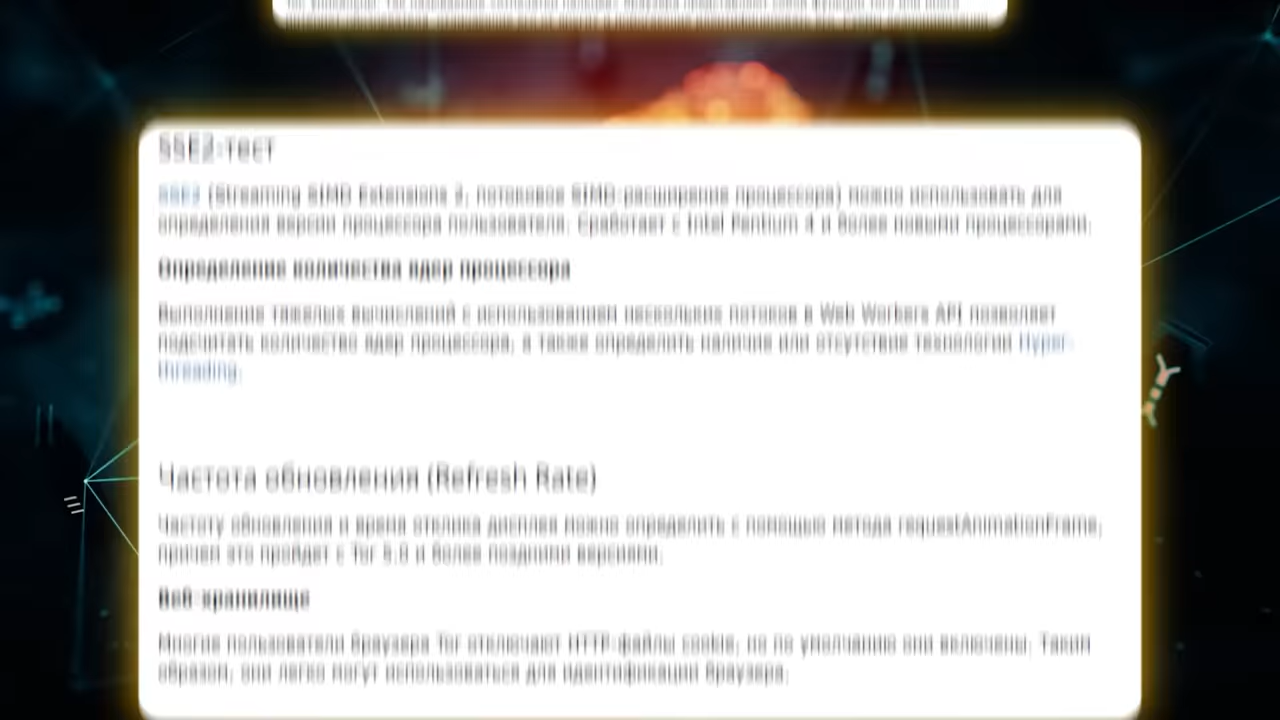 SSE2-тест
SSE2 (Streaming SIMD Extensions 2, потоковое SIMD-расширение процессора) можно использовать для
определения версии процессора пользователя. Сработает с Intel Pentium 4 и более новыми процессорами.
Определение количества ядер процессора
Выполнение тяжелых вычислений с использованием нескольких потоков в Web Workers API позволяет
подсчитать количество ядер процессора, а также определить наличие или отсутствие технологии Hyper-
threading.
Частота обновления (Refresh Rate)
Частоту обновления и время отклика дисплея можно определить с помощью метода requestAnimationFrame,
причем это пройдет с Tor 5.0 и более поздними версиями.
Веб-хранилище
Многие пользователи браузера Tor отключают HTTP-файлы cookie, но по умолчанию они включены. Таким
образом, они легко могут использоваться для идентификации браузера.